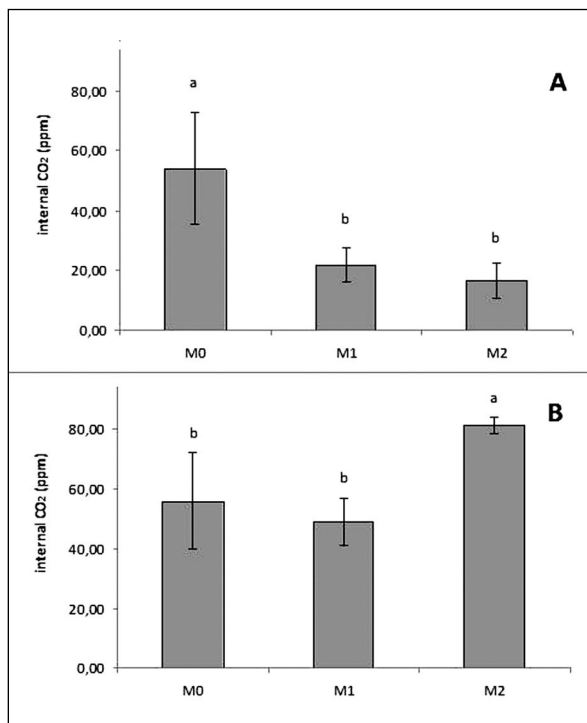 A
internal CO₂ (ppm)
80,00
60,00
40,00
20,00
0,00
a
b
b
M0
M1
M2
B
internal CO₂ (ppm)
80,00
60,00
40,00
20,00
0,00
b
b
a
M0
M1
M2